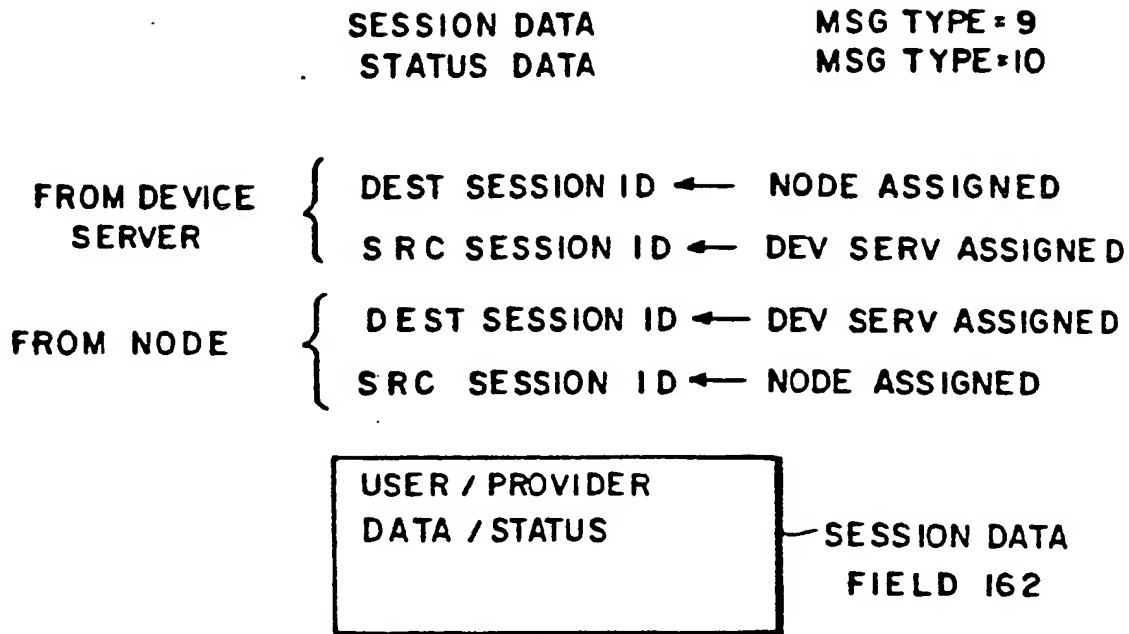 SESSION DATA MSG TYPE=9
STATUS DATA MSG TYPE=10
FROM DEVICE SERVER
DEST SESSION ID ← NODE ASSIGNED
SRC SESSION ID ← DEV SERV ASSIGNED
FROM NODE
DEST SESSION ID ← DEV SERV ASSIGNED
SRC SESSION ID ← NODE ASSIGNED
USER / PROVIDER
DATA / STATUS
SESSION DATA
FIELD 162